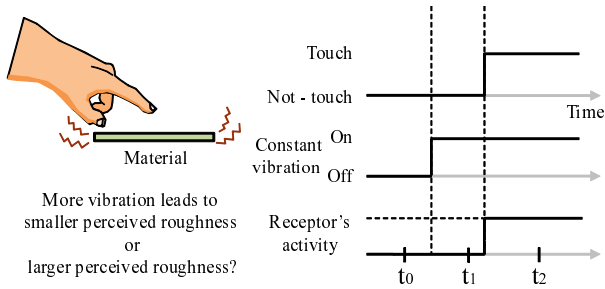 Material
More vibration leads to
smaller perceived roughness
or
larger perceived roughness?
Touch
Not - touch
Time
Constant
vibration
On
Off
Receptor's
activity
t0
t1
t2